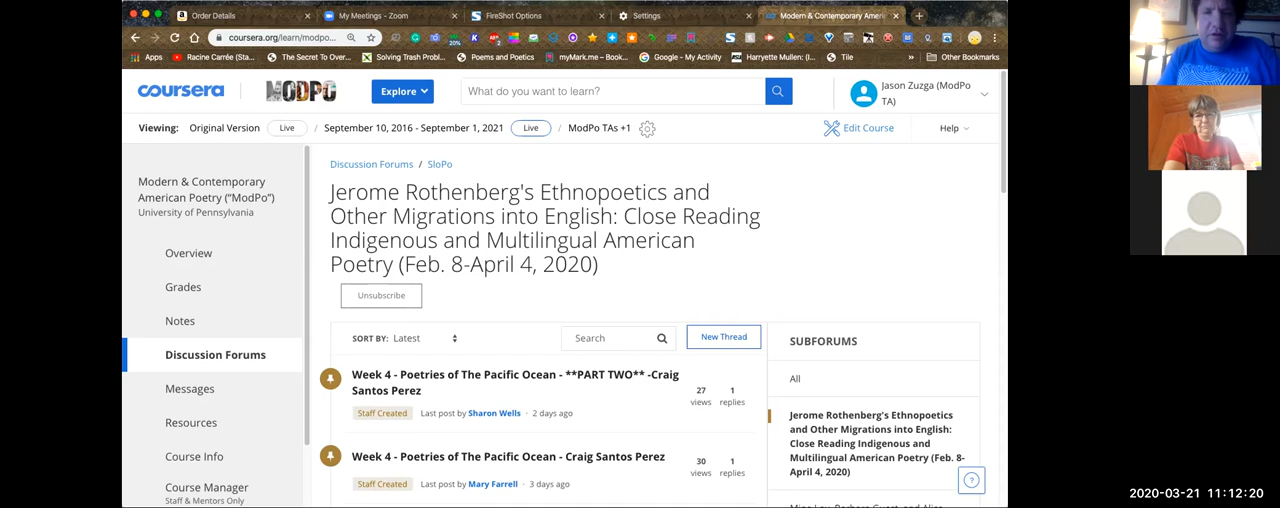 Order Details
My Meetings - Zoom
FireShot Options
Settings
Modern & Contemporary Ameri
coursera.org/learn/modpo...
20%
2
Apps
Racine Carrée (Sta...
The Secret To Over...
Solving Trash Probl...
Poems and Poetics
myMark.me – Book...
Google - My Activity
Harryette Mullen: (I...
Tile
»
Other Bookmarks
coursera
MODPO
Explore
What do you want to learn?
Jason Zuzga (ModPo
TA)
Viewing:
Original Version
Live
/ September 10, 2016 - September 1, 2021
Live
/ ModPo TAs +1
Edit Course
Help
Modern & Contemporary
American Poetry (“ModPo”)
University of Pennsylvania
Overview
Grades
Notes
Discussion Forums
Messages
Resources
Course Info
Course Manager
Staff & Mentors Only
Discussion Forums / SloPo
Jerome Rothenberg's Ethnopoetics and
Other Migrations into English: Close Reading
Indigenous and Multilingual American
Poetry (Feb. 8-April 4, 2020)
Unsubscribe
SORT BY: Latest
Search
New Thread
Week 4 - Poetries of The Pacific Ocean - **PART TWO** -Craig
Santos Perez
Staff Created
Last post by Sharon Wells · 2 days ago
27
views
1
replies
Week 4 - Poetries of The Pacific Ocean - Craig Santos Perez
Staff Created
Last post by Mary Farrell · 3 days ago
30
views
1
replies
SUBFORUMS
All
Jerome Rothenberg's Ethnopoetics
and Other Migrations into English:
Close Reading Indigenous and
Multilingual American Poetry (Feb. 8-
April 4, 2020)
?
2020-03-21 11:12:20